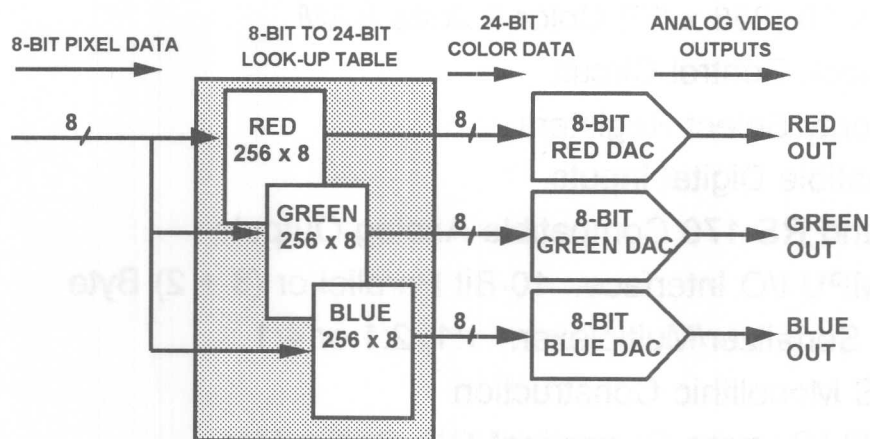 8-BIT PIXEL DATA
8-BIT TO 24-BIT
LOOK-UP TABLE
24-BIT
COLOR DATA
ANALOG VIDEO
OUTPUTS
8
RED
256 x 8
8
8-BIT
RED DAC
RED
OUT
GREEN
256 x 8
8
8-BIT
GREEN DAC
GREEN
OUT
BLUE
256 x 8
8
8-BIT
BLUE DAC
BLUE
OUT